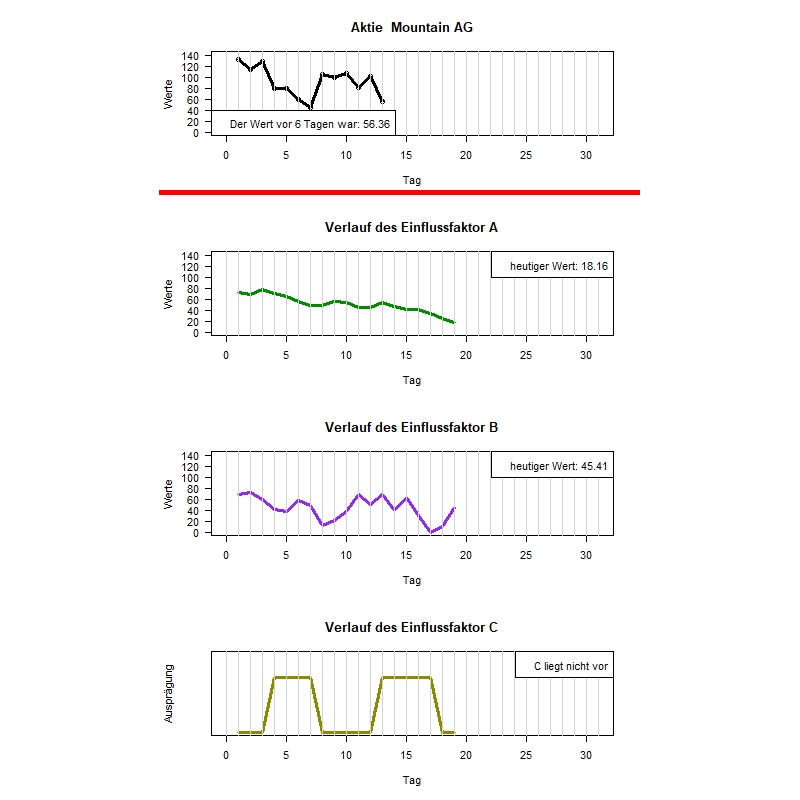 Aktie  Mountain AG
Werte
140
120
100
80
60
40
20
0
Der Wert vor 6 Tagen war: 56.36
0 5 10 15 20 25 30
Tag
Verlauf des Einflussfaktor A
Werte
140
120
100
80
60
40
20
0
heutiger Wert: 18.16
0 5 10 15 20 25 30
Tag
Verlauf des Einflussfaktor B
Werte
140
120
100
80
60
40
20
0
heutiger Wert: 45.41
0 5 10 15 20 25 30
Tag
Verlauf des Einflussfaktor C
Ausprägung
C liegt nicht vor
0 5 10 15 20 25 30
Tag